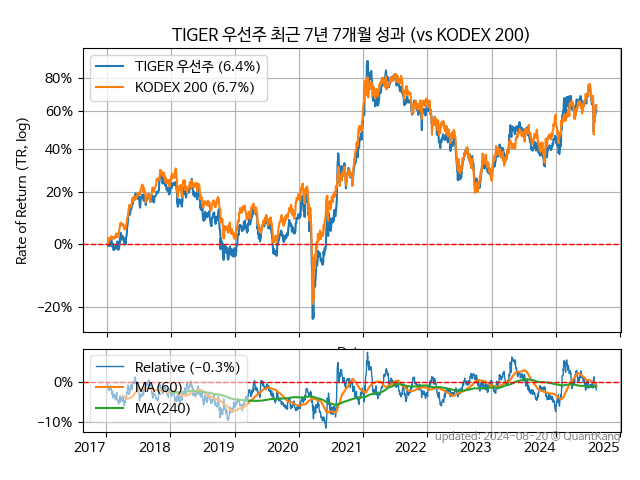 TIGER 우선주 최근 7년 7개월 성과 (vs KODEX 200)
Rate of Return (TR, log)
80%
60%
40%
20%
0%
−20%
TIGER 우선주 (6.4%)
KODEX 200 (6.7%)
0%
−10%
Relative (−0.3%)
MA(60)
MA(240)
updated: 2024-08-20 © QuantKang
2017 2018 2019 2020 2021 2022 2023 2024 2025